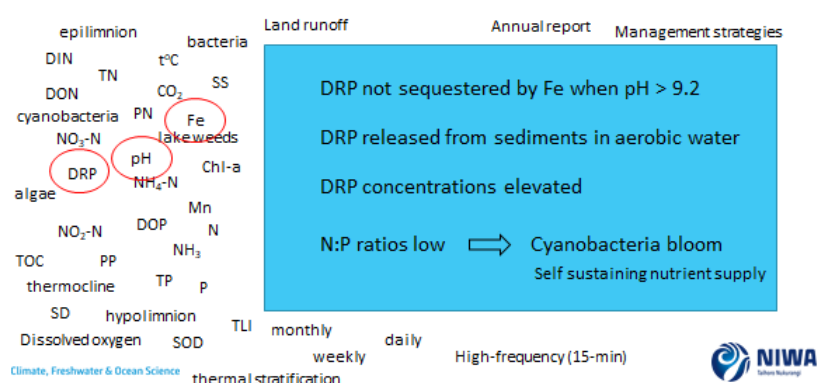 Land runoff
Annual report
Management strategies
epilimnion
bacteria
DIN
t°C
TN
SS
DON
CO₂
cyanobacteria
PN
Fe
NO₃-N
lake weeds
pH
Chl-a
DRP
NH₄-N
algae
Mn
DOP
N
NO₂-N
NH₃
TOC
PP
TP
P
thermocline
SD
hypolimnion
TLI
Dissolved oxygen
SOD
DRP not sequestered by Fe when pH > 9.2
DRP released from sediments in aerobic water
DRP concentrations elevated
N:P ratios low ⇨ Cyanobacteria bloom
Self sustaining nutrient supply
monthly
daily
weekly
High-frequency (15-min)
thermal stratification
Climate, Freshwater & Ocean Science
NIWA
Taihoro Nukurangi